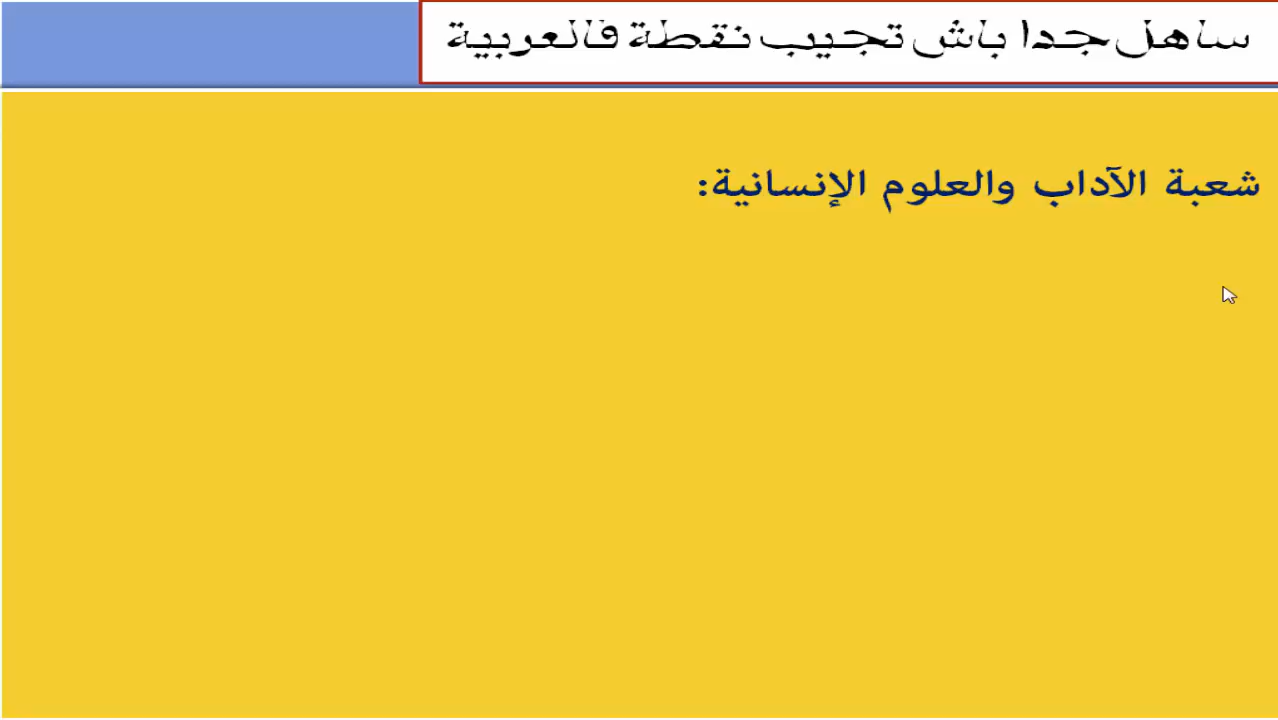 ساهل جدا باش تجيب نقطة فالعربية
شعبة الآداب والعلوم الإنسانية: